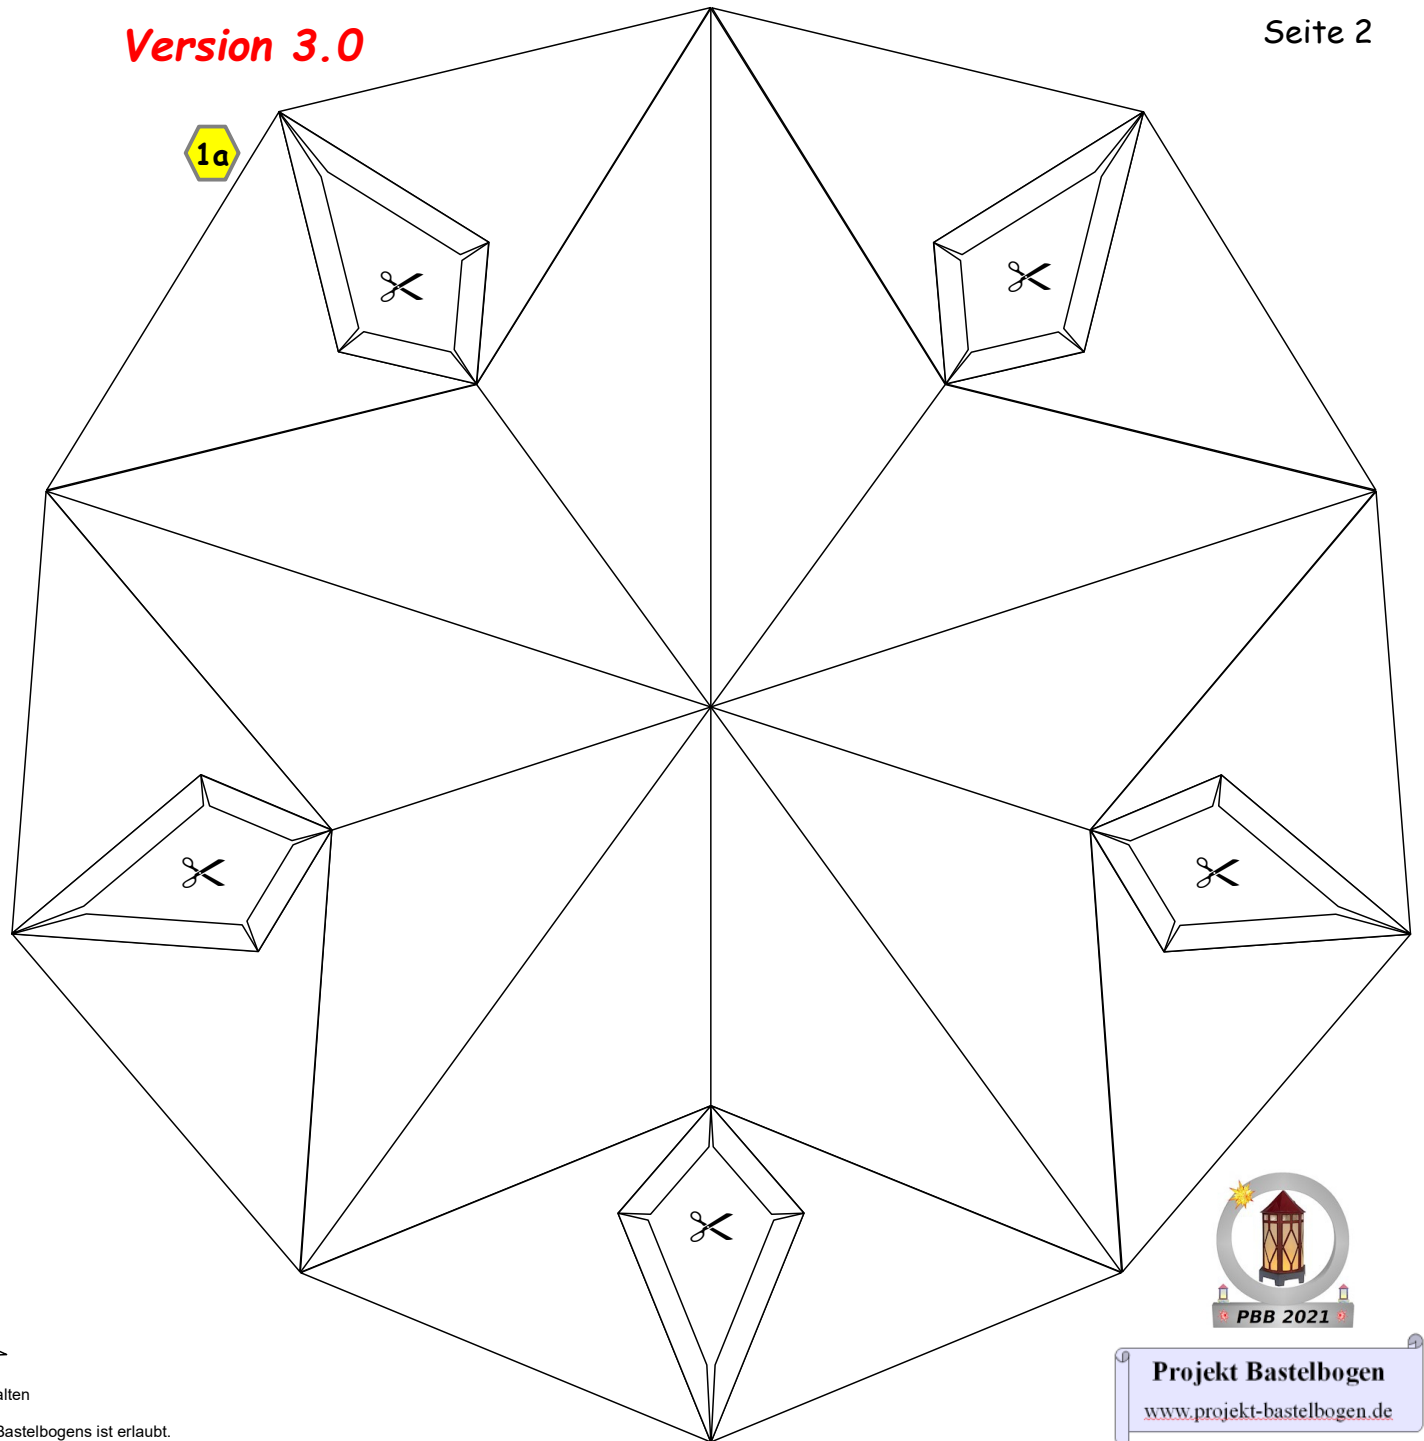 Version 3.0
Seite 2
1a
PBB 2021
Projekt Bastelbogen
www.projekt-bastelbogen.de
alten
Bastelbogens ist erlaubt.